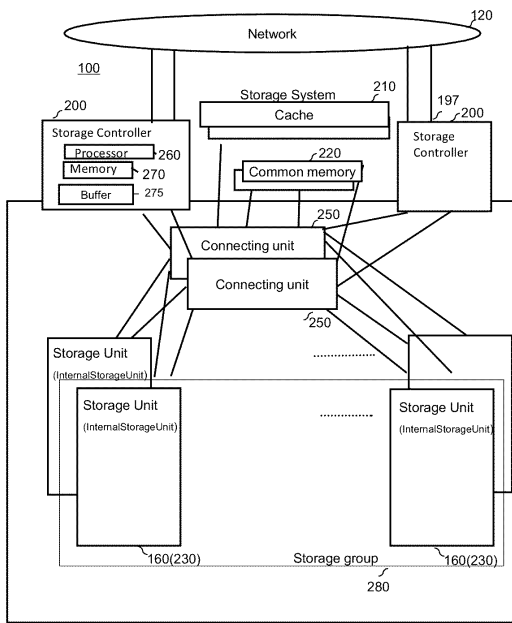 120
Network
100
210
Storage System
Cache
200
197
200
Storage Controller
Processor
260
Memory
270
Buffer
275
220
Common memory
Storage
Controller
250
Connecting unit
Connecting unit
250
Storage Unit
(InternalStorageUnit)
Storage Unit
(InternalStorageUnit)
Storage Unit
(InternalStorageUnit)
160(230)
Storage group
160(230)
280